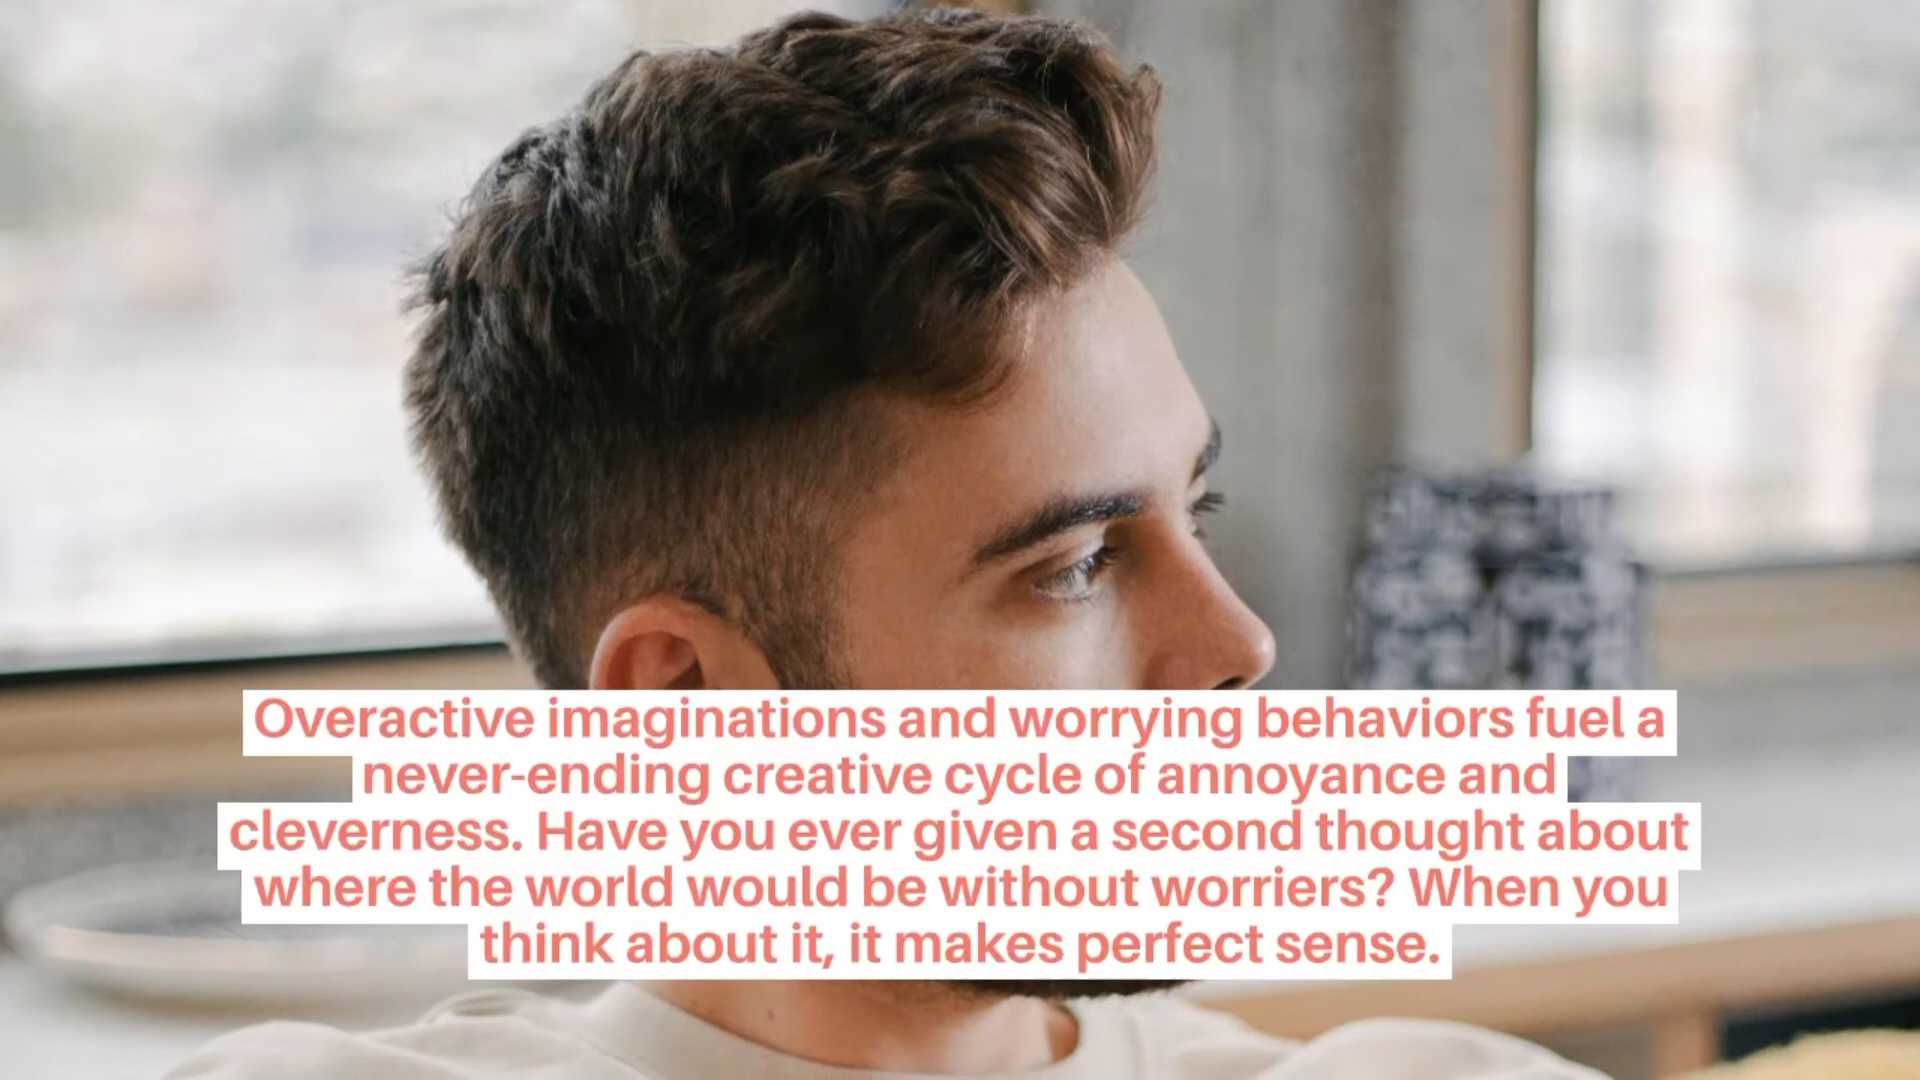 Overactive imaginations and worrying behaviors fuel a
never-ending creative cycle of annoyance and
cleverness. Have you ever given a second thought about
where the world would be without worriers? When you
think about it, it makes perfect sense.